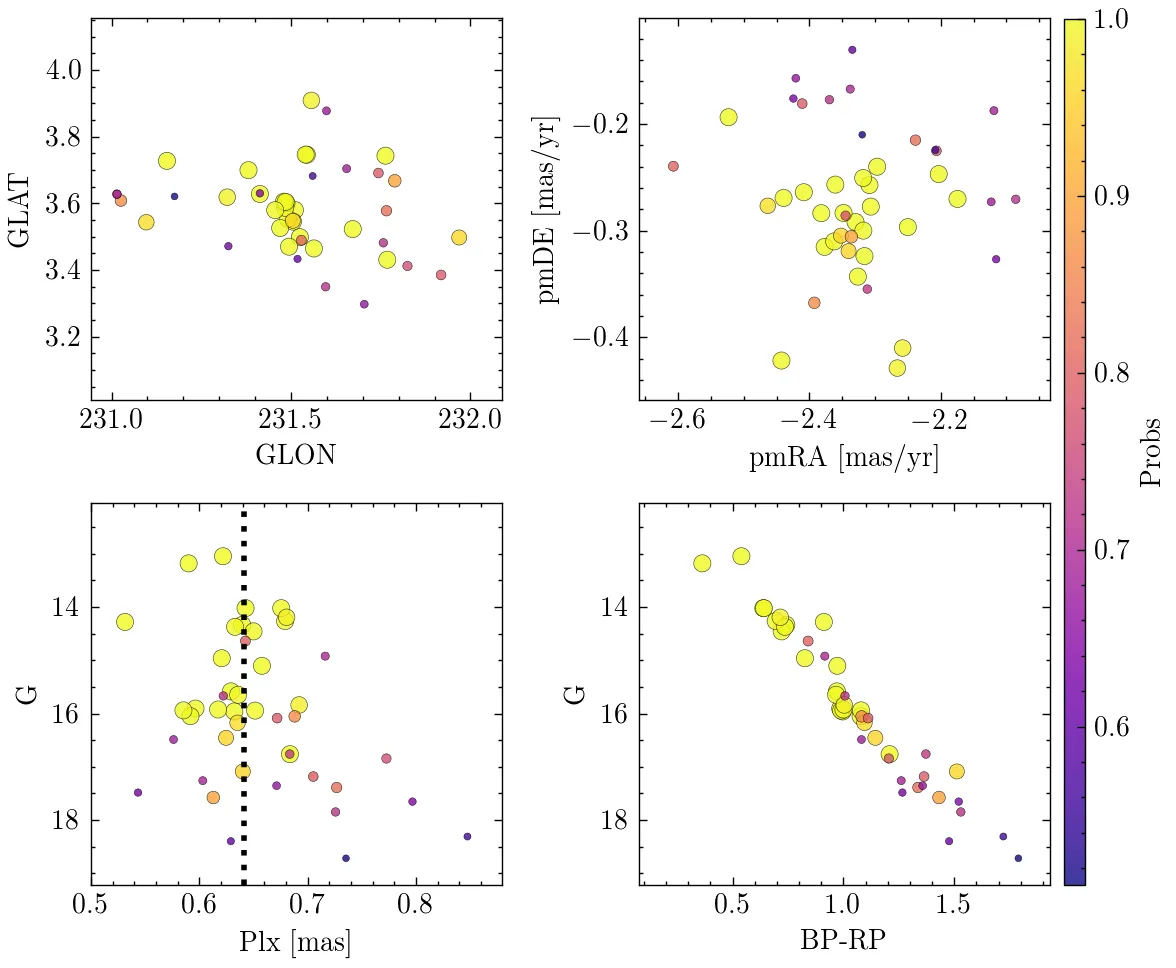 4.0
3.8
3.6
3.4
3.2
GLAT
231.0 231.5 232.0
GLON
−0.2
−0.3
−0.4
pmDE [mas/yr]
−2.6 −2.4 −2.2
pmRA [mas/yr]
1.0
0.9
0.8
0.7
0.6
Probs
14
16
18
G
0.5 0.6 0.7 0.8
Plx [mas]
14
16
18
G
0.5 1.0 1.5
BP-RP